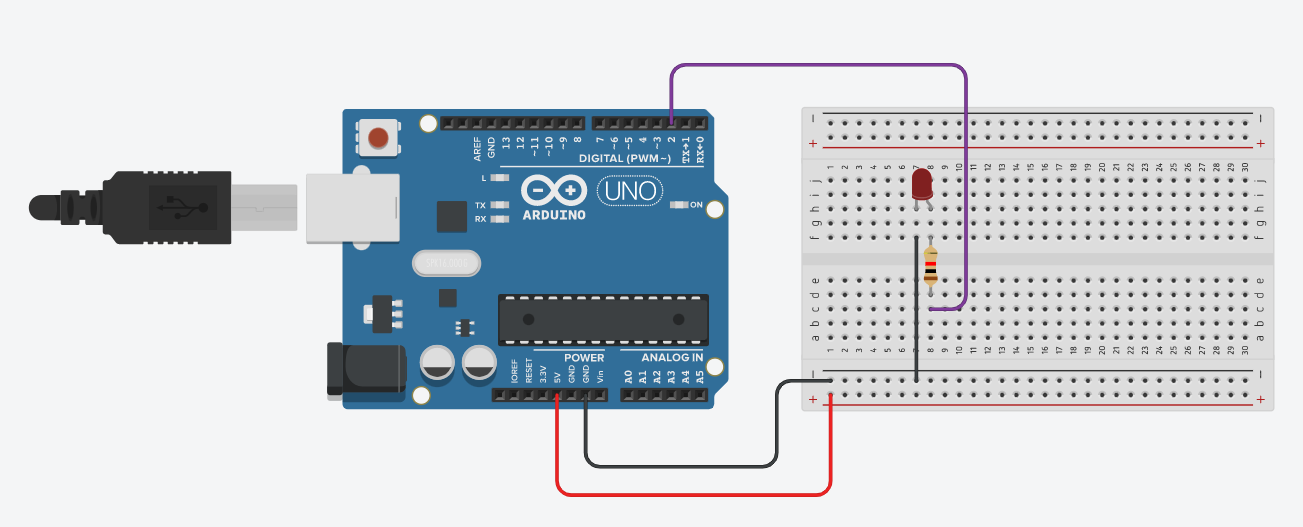 AREF
GND
13
12
~11
~10
~9
8
7
~6
~5
4
~3
2
TX→1
RX←0
DIGITAL (PWM~)
L
TX
RX
UNO
ARDUINO
ON
POWER
ANALOG IN
IOREF
RESET
3.3V
5V
GND
GND
Vin
A0
A1
A2
A3
A4
A5
− −
+ +
1 2 3 4 5 6 7 8 9 10 11 12 13 14 15 16 17 18 19 20 21 22 23 24 25 26 27 28 29 30
j j
i i
h h
g g
f f
e e
d d
c c
b b
a a
1 2 3 4 5 6 7 8 9 10 11 12 13 14 15 16 17 18 19 20 21 22 23 24 25 26 27 28 29 30
− −
+ +